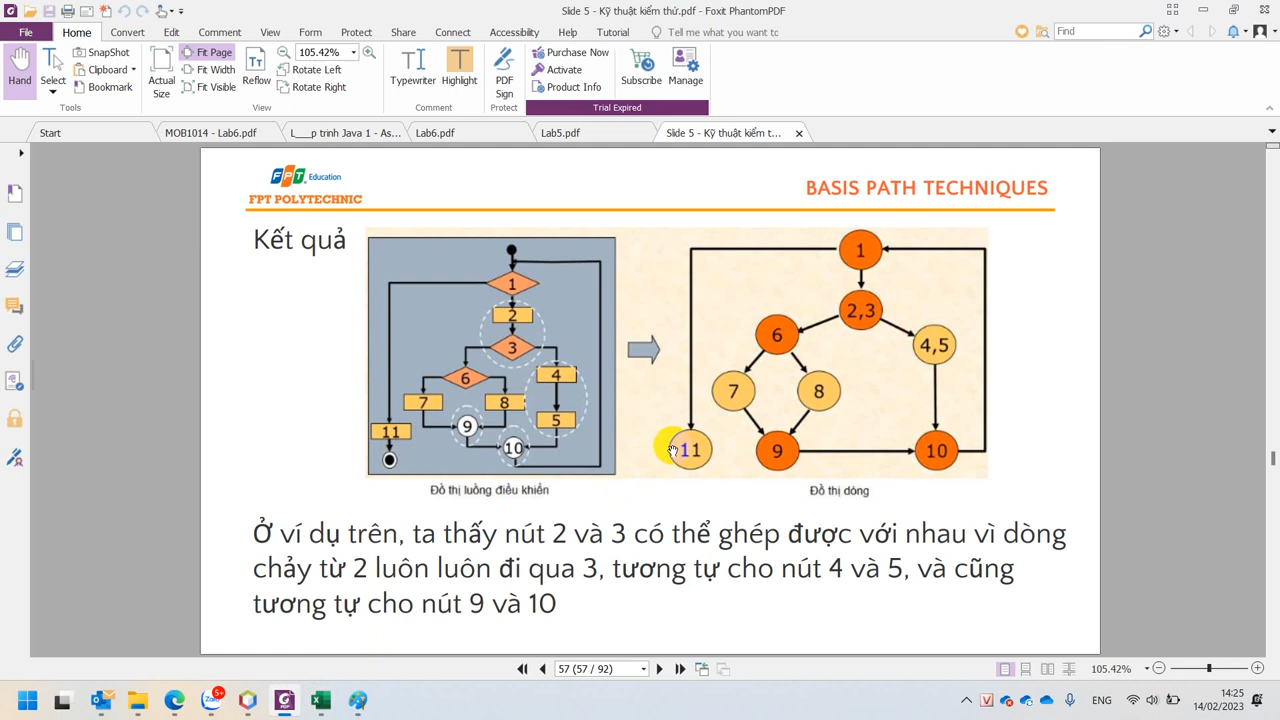 Slide 5 - Kỹ thuật kiểm thử.pdf - Foxit PhantomPDF
File Home Convert Edit Organize Comment View Form Protect Share Connect Accessibility Help Tutorial Tell me what you want to Find
Hand
Select
SnapShot
Clipboard
Bookmark
Tools
Actual Size
Reflow
Fit Page
Fit Width
Fit Visible
105.42%
Rotate Left
Rotate Right
View
Typewriter
Highlight
Comment
PDF Sign
Protect
Purchase Now
Activate
Product Info
Subscribe
Manage
Trial Expired
Start MOB1014 - Lab6.pdf L___p trinh Java 1 - As... Lab6.pdf Lab5.pdf Slide 5 - Kỹ thuật kiểm t...
FPT Education
FPT POLYTECHNIC
BASIS PATH TECHNIQUES
Kết quả
1
2
3
6 4
7 8 5
9
11 10
Đồ thị luồng điều khiển
1
2,3
6 4,5
7 8
11 9 10
Đồ thị dòng
Ở ví dụ trên, ta thấy nút 2 và 3 có thể ghép được với nhau vì dòng
chảy từ 2 luôn luôn đi qua 3, tương tự cho nút 4 và 5, và cũng
tương tự cho nút 9 và 10
57 (57 / 92) 105.42%
5+
Zalo
ENG
14:25
14/02/2023